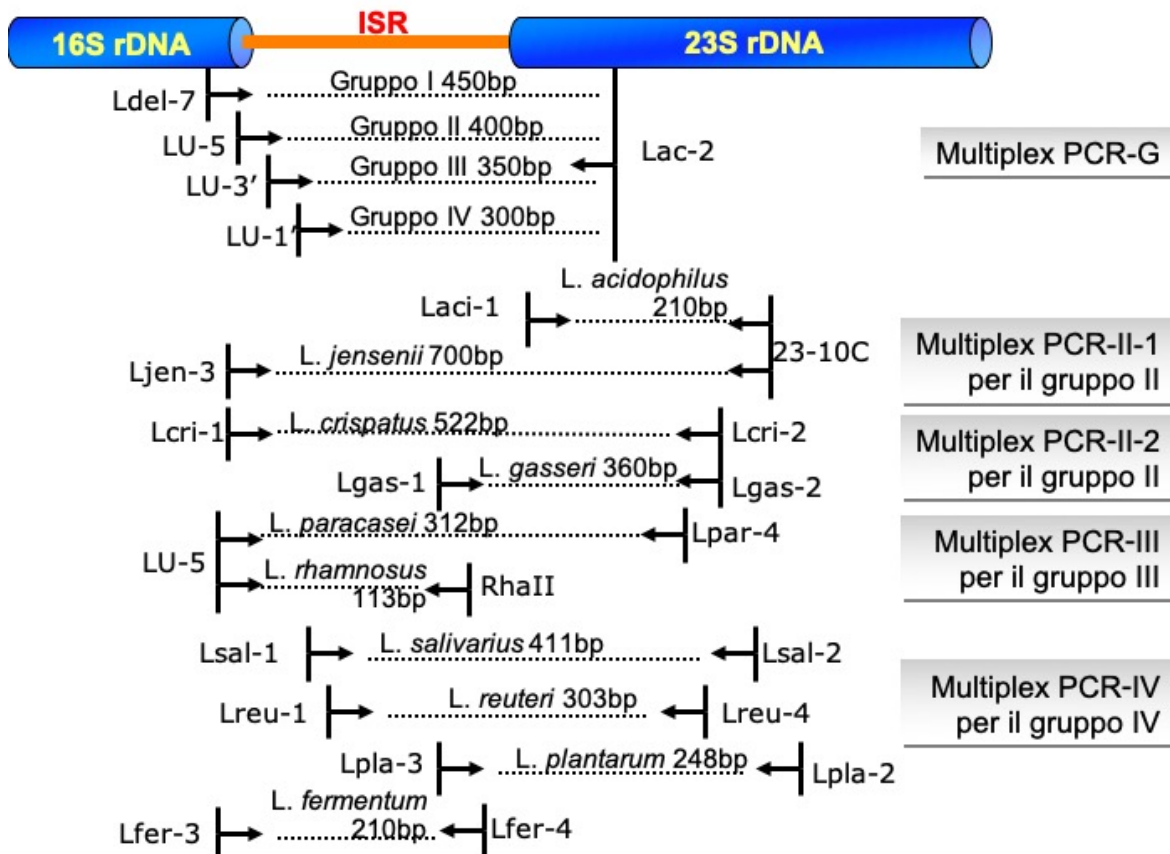 16S rDNA
ISR
23S rDNA
Ldel-7
Gruppo I 450bp
LU-5
Gruppo II 400bp
Lac-2
LU-3'
Gruppo III 350bp
LU-1'
Gruppo IV 300bp
Multiplex PCR-G
Laci-1
L. acidophilus
210bp
23-10C
Ljen-3
L. jensenii 700bp
Multiplex PCR-II-1
per il gruppo II
Lcri-1
L. crispatus 522bp
Lcri-2
Lgas-1
L. gasseri 360bp
Lgas-2
Multiplex PCR-II-2
per il gruppo II
LU-5
L. paracasei 312bp
Lpar-4
L. rhamnosus
113bp
RhaII
Multiplex PCR-III
per il gruppo III
Lsal-1
L. salivarius 411bp
Lsal-2
Lreu-1
L. reuteri 303bp
Lreu-4
Multiplex PCR-IV
per il gruppo IV
Lpla-3
L. plantarum 248bp
Lpla-2
Lfer-3
L. fermentum
210bp
Lfer-4